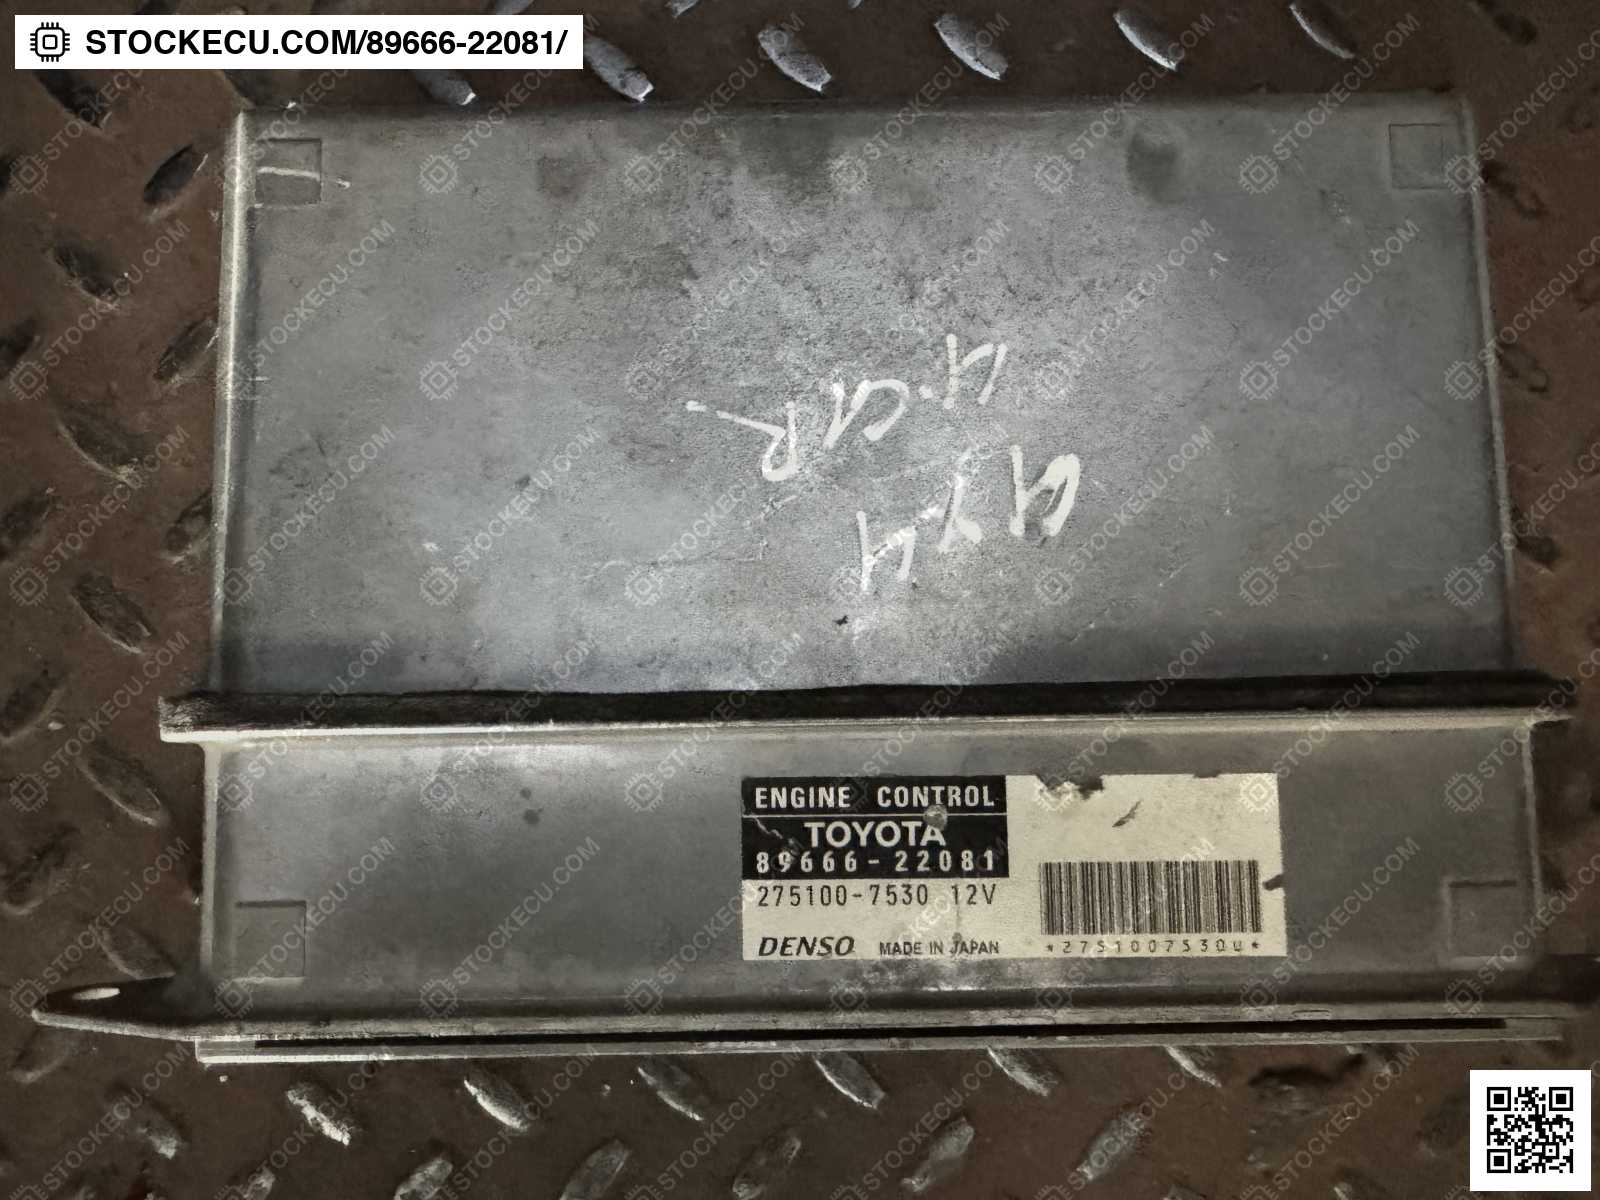 STOCKECU.COM/89666-22081/
ENGINE CONTROL
TOYOTA
89666-22081
275100-7530 12V
DENSO MADE IN JAPAN
*2751007530U*